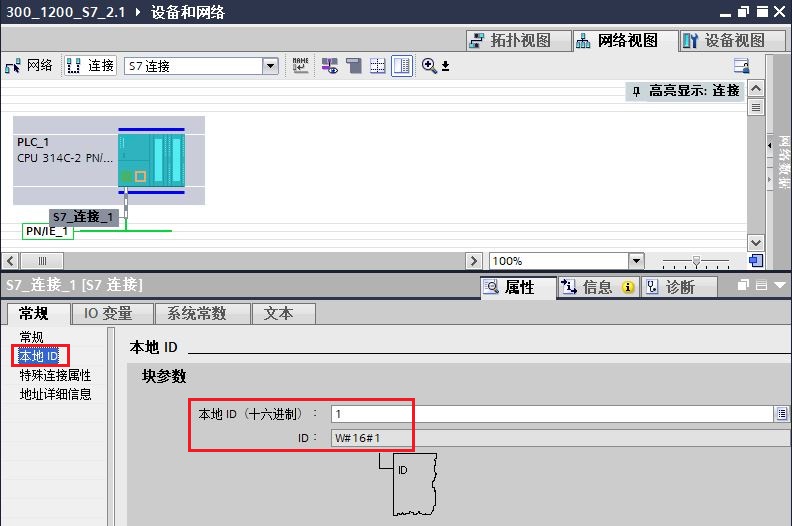 300_1200_S7_2.1 ▸ 设备和网络
拓扑视图 网络视图 设备视图
网络 连接 S7 连接
高亮显示: 连接
PLC_1
CPU 314C-2 PN/...
S7_连接_1
PN/IE_1
网络数据
100%
S7_连接_1 [S7 连接]
属性 信息 诊断
常规 IO 变量 系统常数 文本
常规
本地 ID
特殊连接属性
地址详细信息
本地 ID
块参数
本地 ID（十六进制）： 1
ID： W#16#1
ID